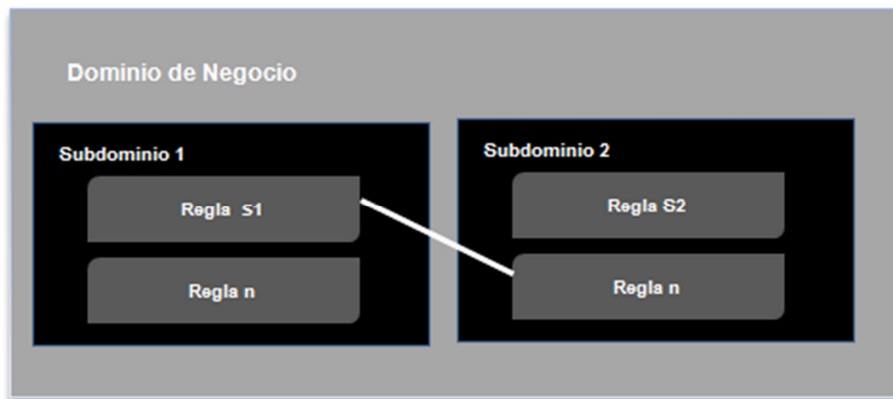 Dominio de Negocio
Subdominio 1
Regla S1
Regla n
Subdominio 2
Regla S2
Regla n